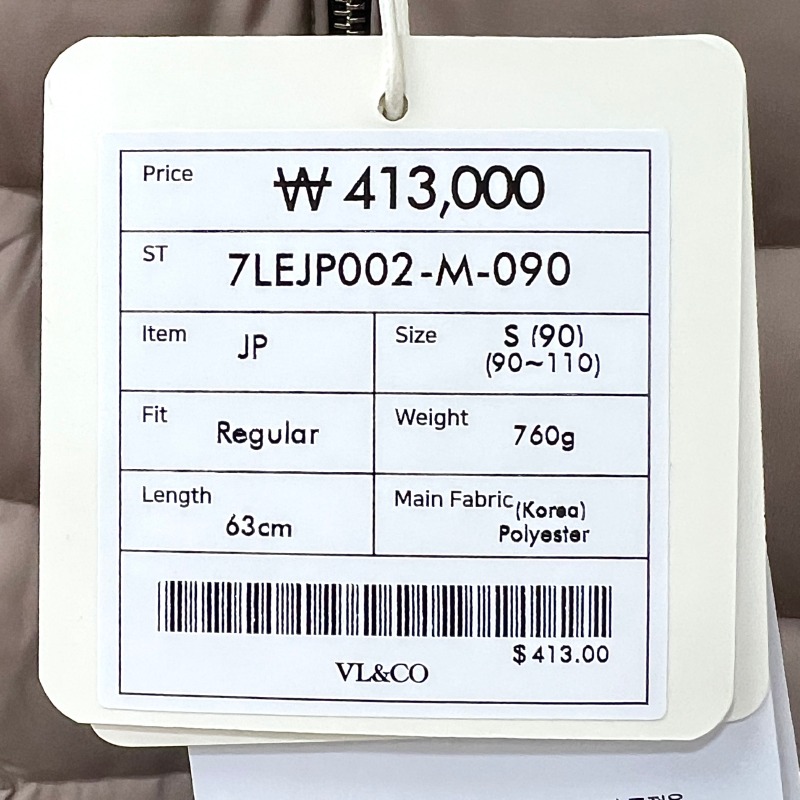 Price ₩ 413,000
ST 7LEJP002-M-090
Item JP
Size S (90)
(90~110)
Fit Regular
Weight 760g
Length 63cm
Main Fabric (Korea)
Polyester
$ 413.00
VL&CO